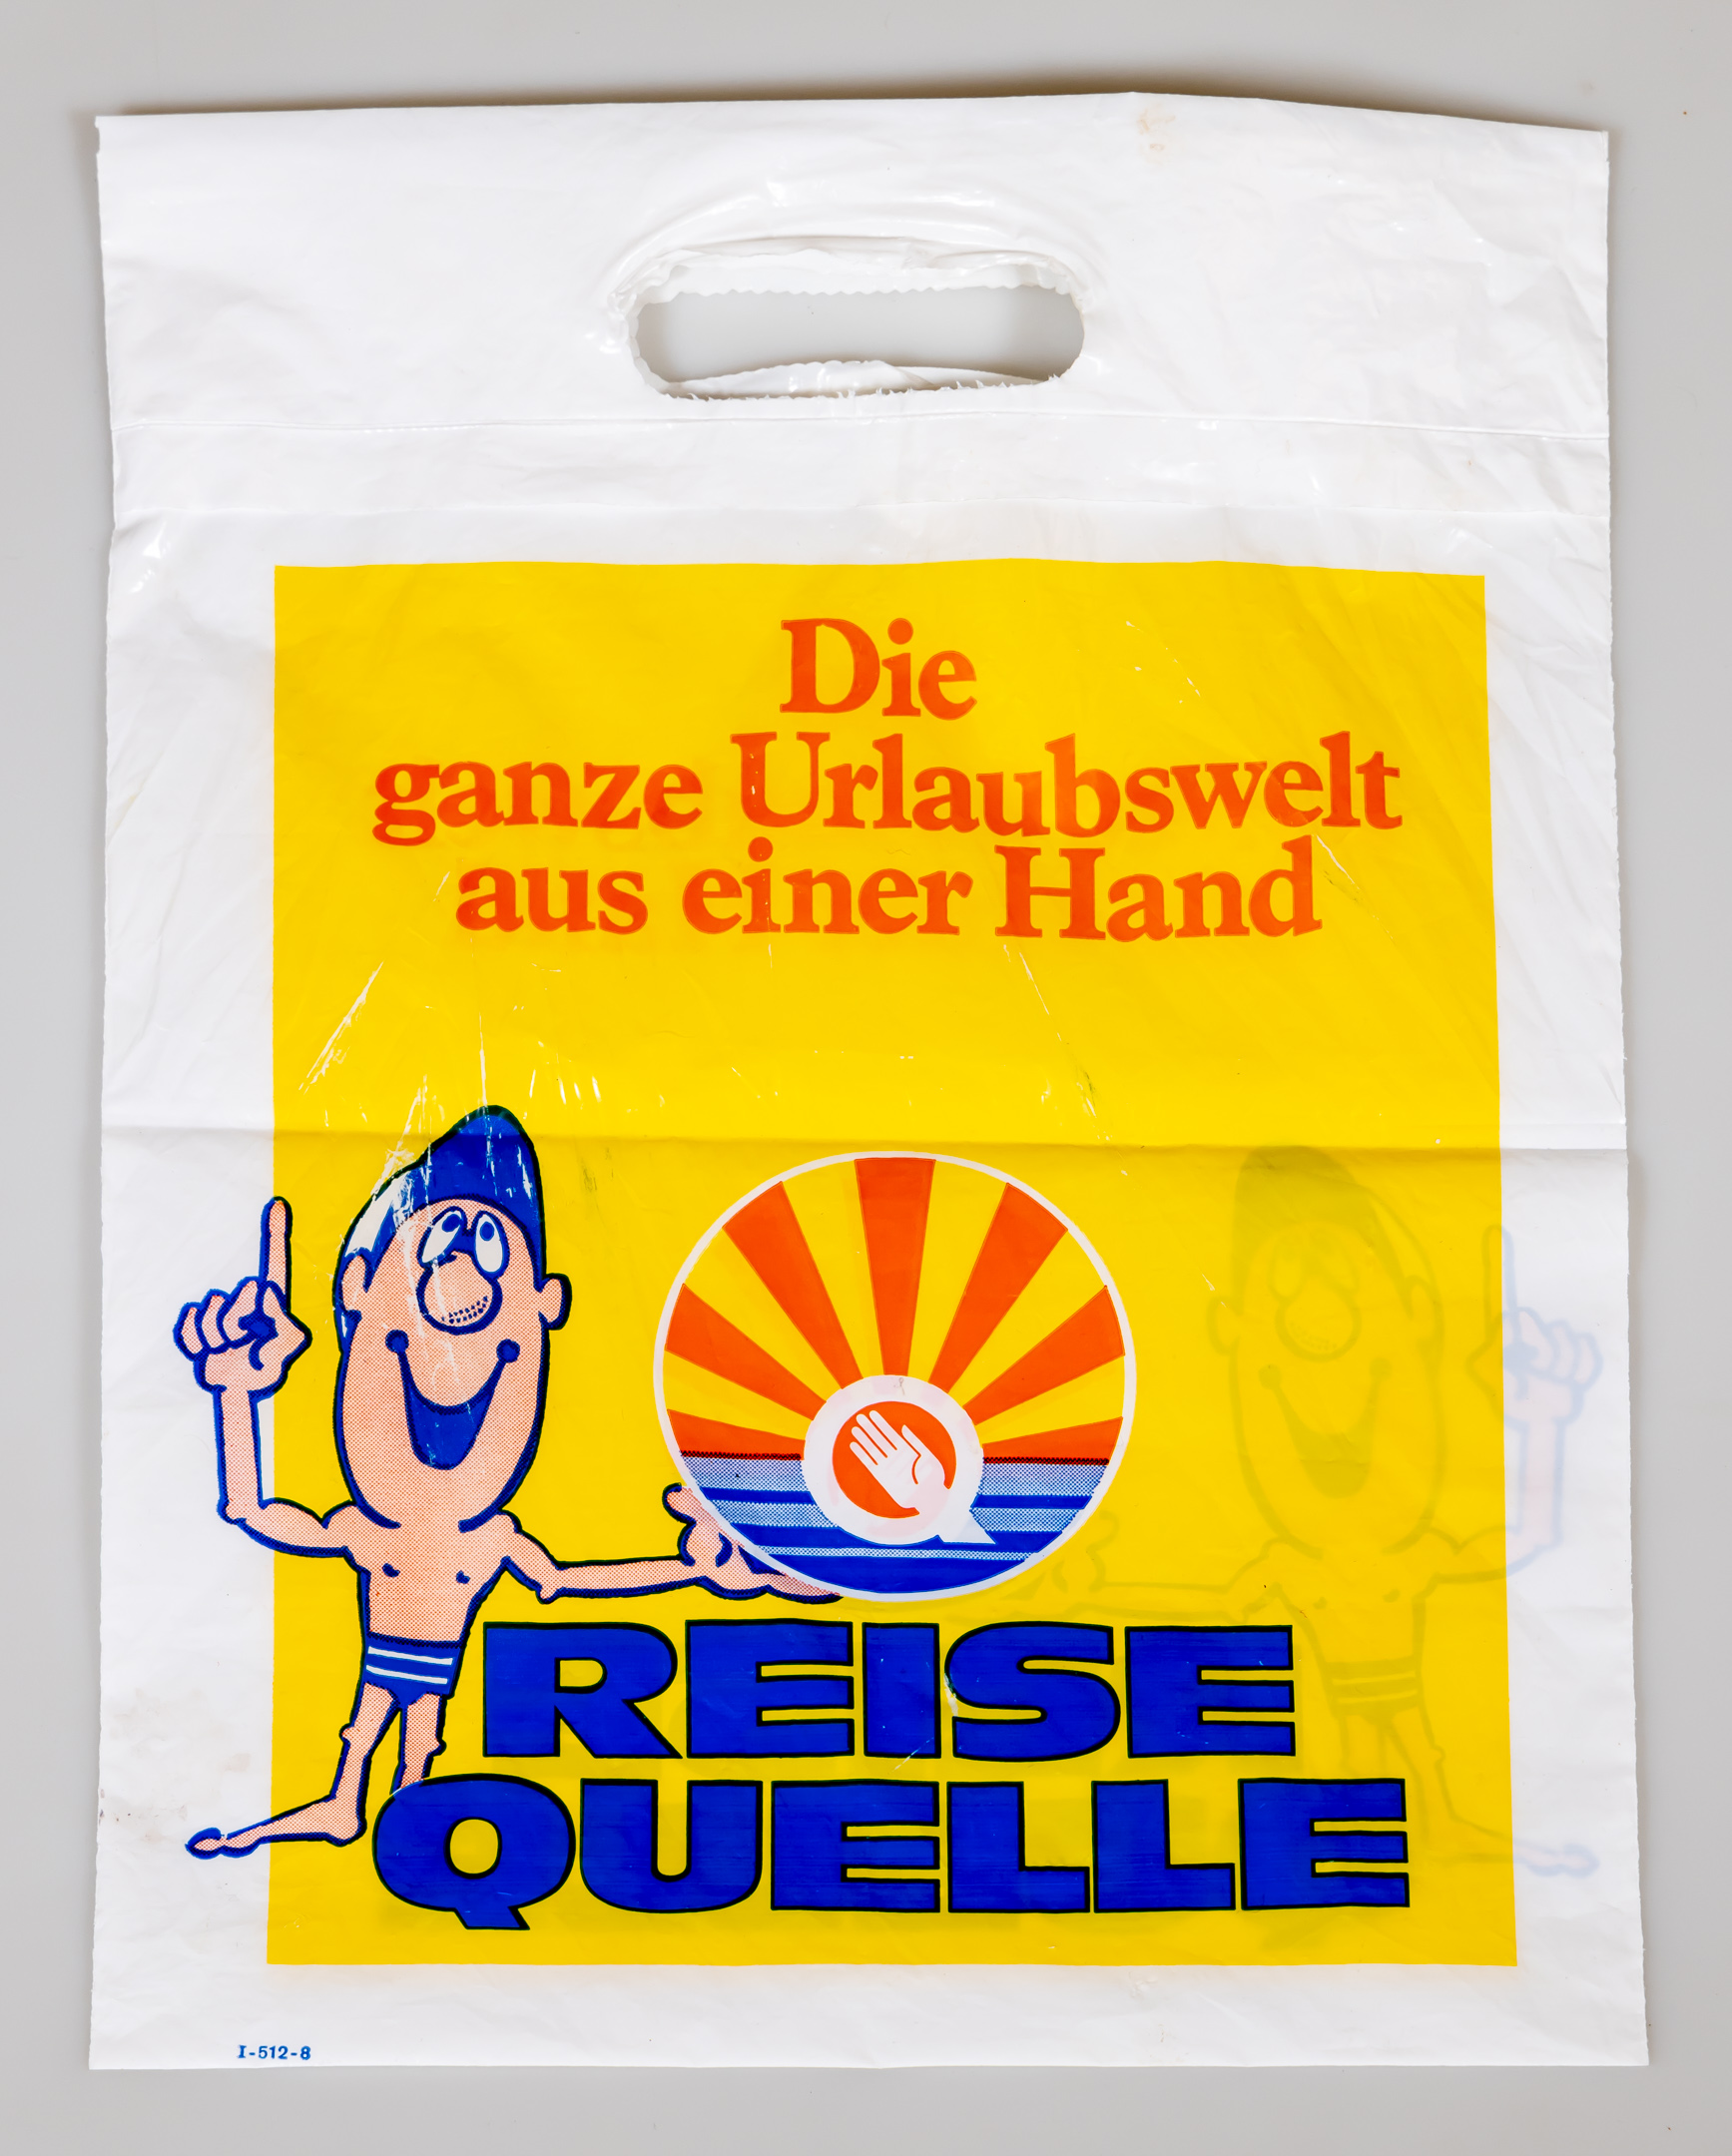 Die
ganze Urlaubswelt
aus einer Hand
REISE
QUELLE
I-512-8